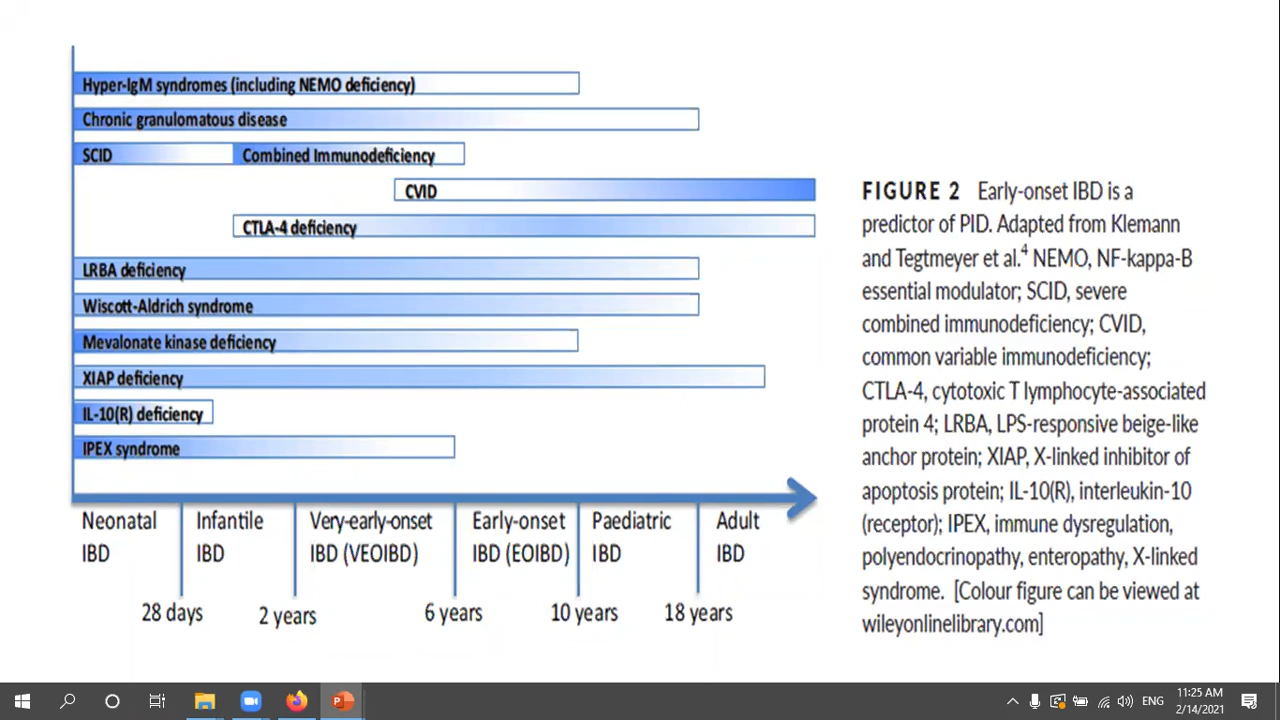 Hyper-IgM syndromes (including NEMO deficiency)
Chronic granulomatous disease
SCID
Combined Immunodeficiency
CVID
CTLA-4 deficiency
LRBA deficiency
Wiscott-Aldrich syndrome
Mevalonate kinase deficiency
XIAP deficiency
IL-10(R) deficiency
IPEX syndrome
Neonatal
IBD
Infantile
IBD
Very-early-onset
IBD (VEOIBD)
Early-onset
IBD (EOIBD)
Paediatric
IBD
Adult
IBD
28 days
2 years
6 years
10 years
18 years
FIGURE 2 Early-onset IBD is a
predictor of PID. Adapted from Klemann
and Tegtmeyer et al.4 NEMO, NF-kappa-B
essential modulator; SCID, severe
combined immunodeficiency; CVID,
common variable immunodeficiency;
CTLA-4, cytotoxic T lymphocyte-associated
protein 4; LRBA, LPS-responsive beige-like
anchor protein; XIAP, X-linked inhibitor of
apoptosis protein; IL-10(R), interleukin-10
(receptor); IPEX, immune dysregulation,
polyendocrinopathy, enteropathy, X-linked
syndrome. [Colour figure can be viewed at
wileyonlinelibrary.com]
ENG
11:25 AM
2/14/2021